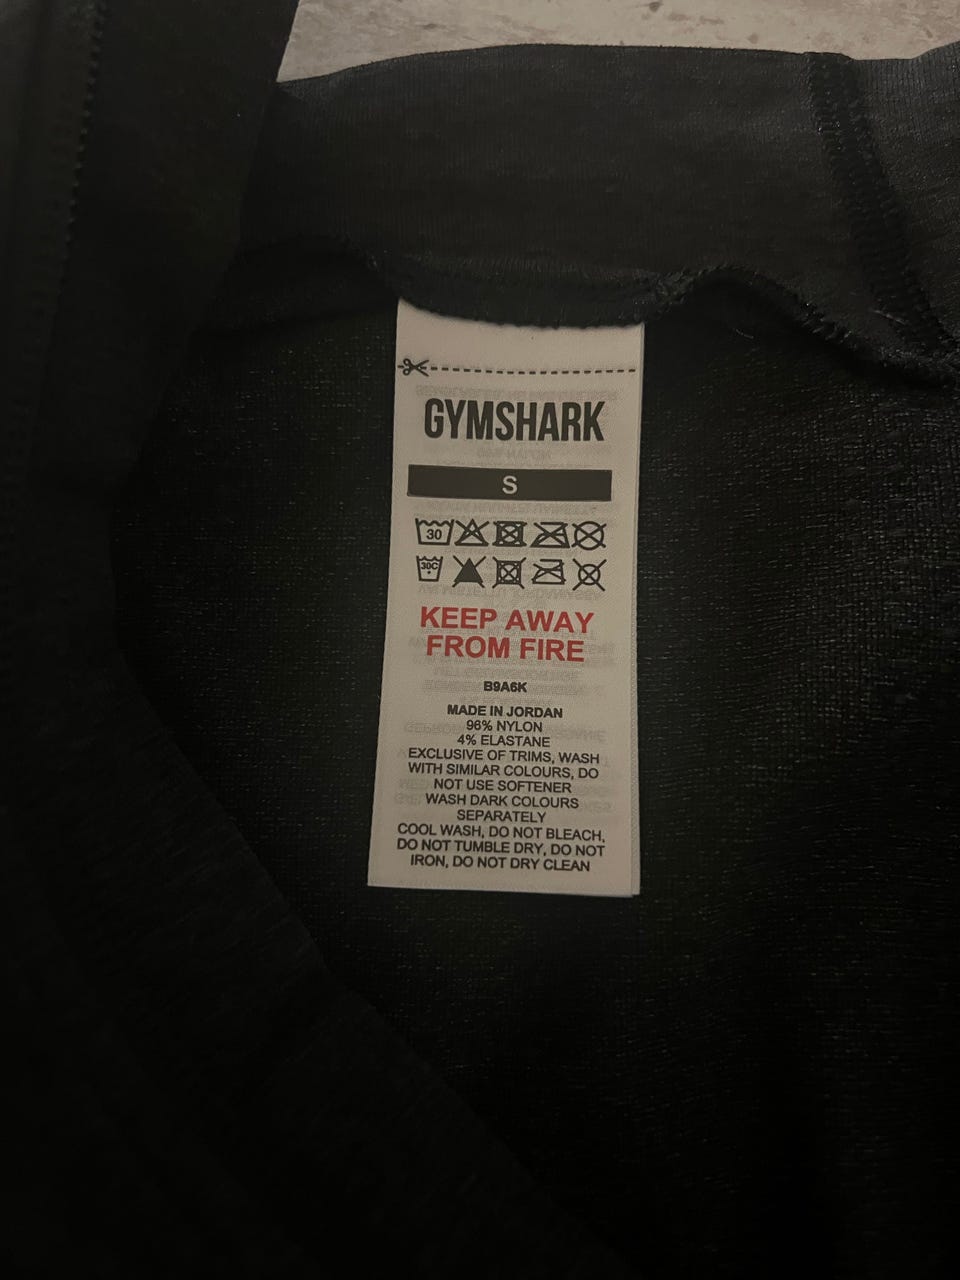 GYMSHARK
S
30
30C
KEEP AWAY
FROM FIRE
B9A6K
MADE IN JORDAN
96% NYLON
4% ELASTANE
EXCLUSIVE OF TRIMS, WASH
WITH SIMILAR COLOURS, DO
NOT USE SOFTENER
WASH DARK COLOURS
SEPARATELY
COOL WASH, DO NOT BLEACH,
DO NOT TUMBLE DRY, DO NOT
IRON, DO NOT DRY CLEAN